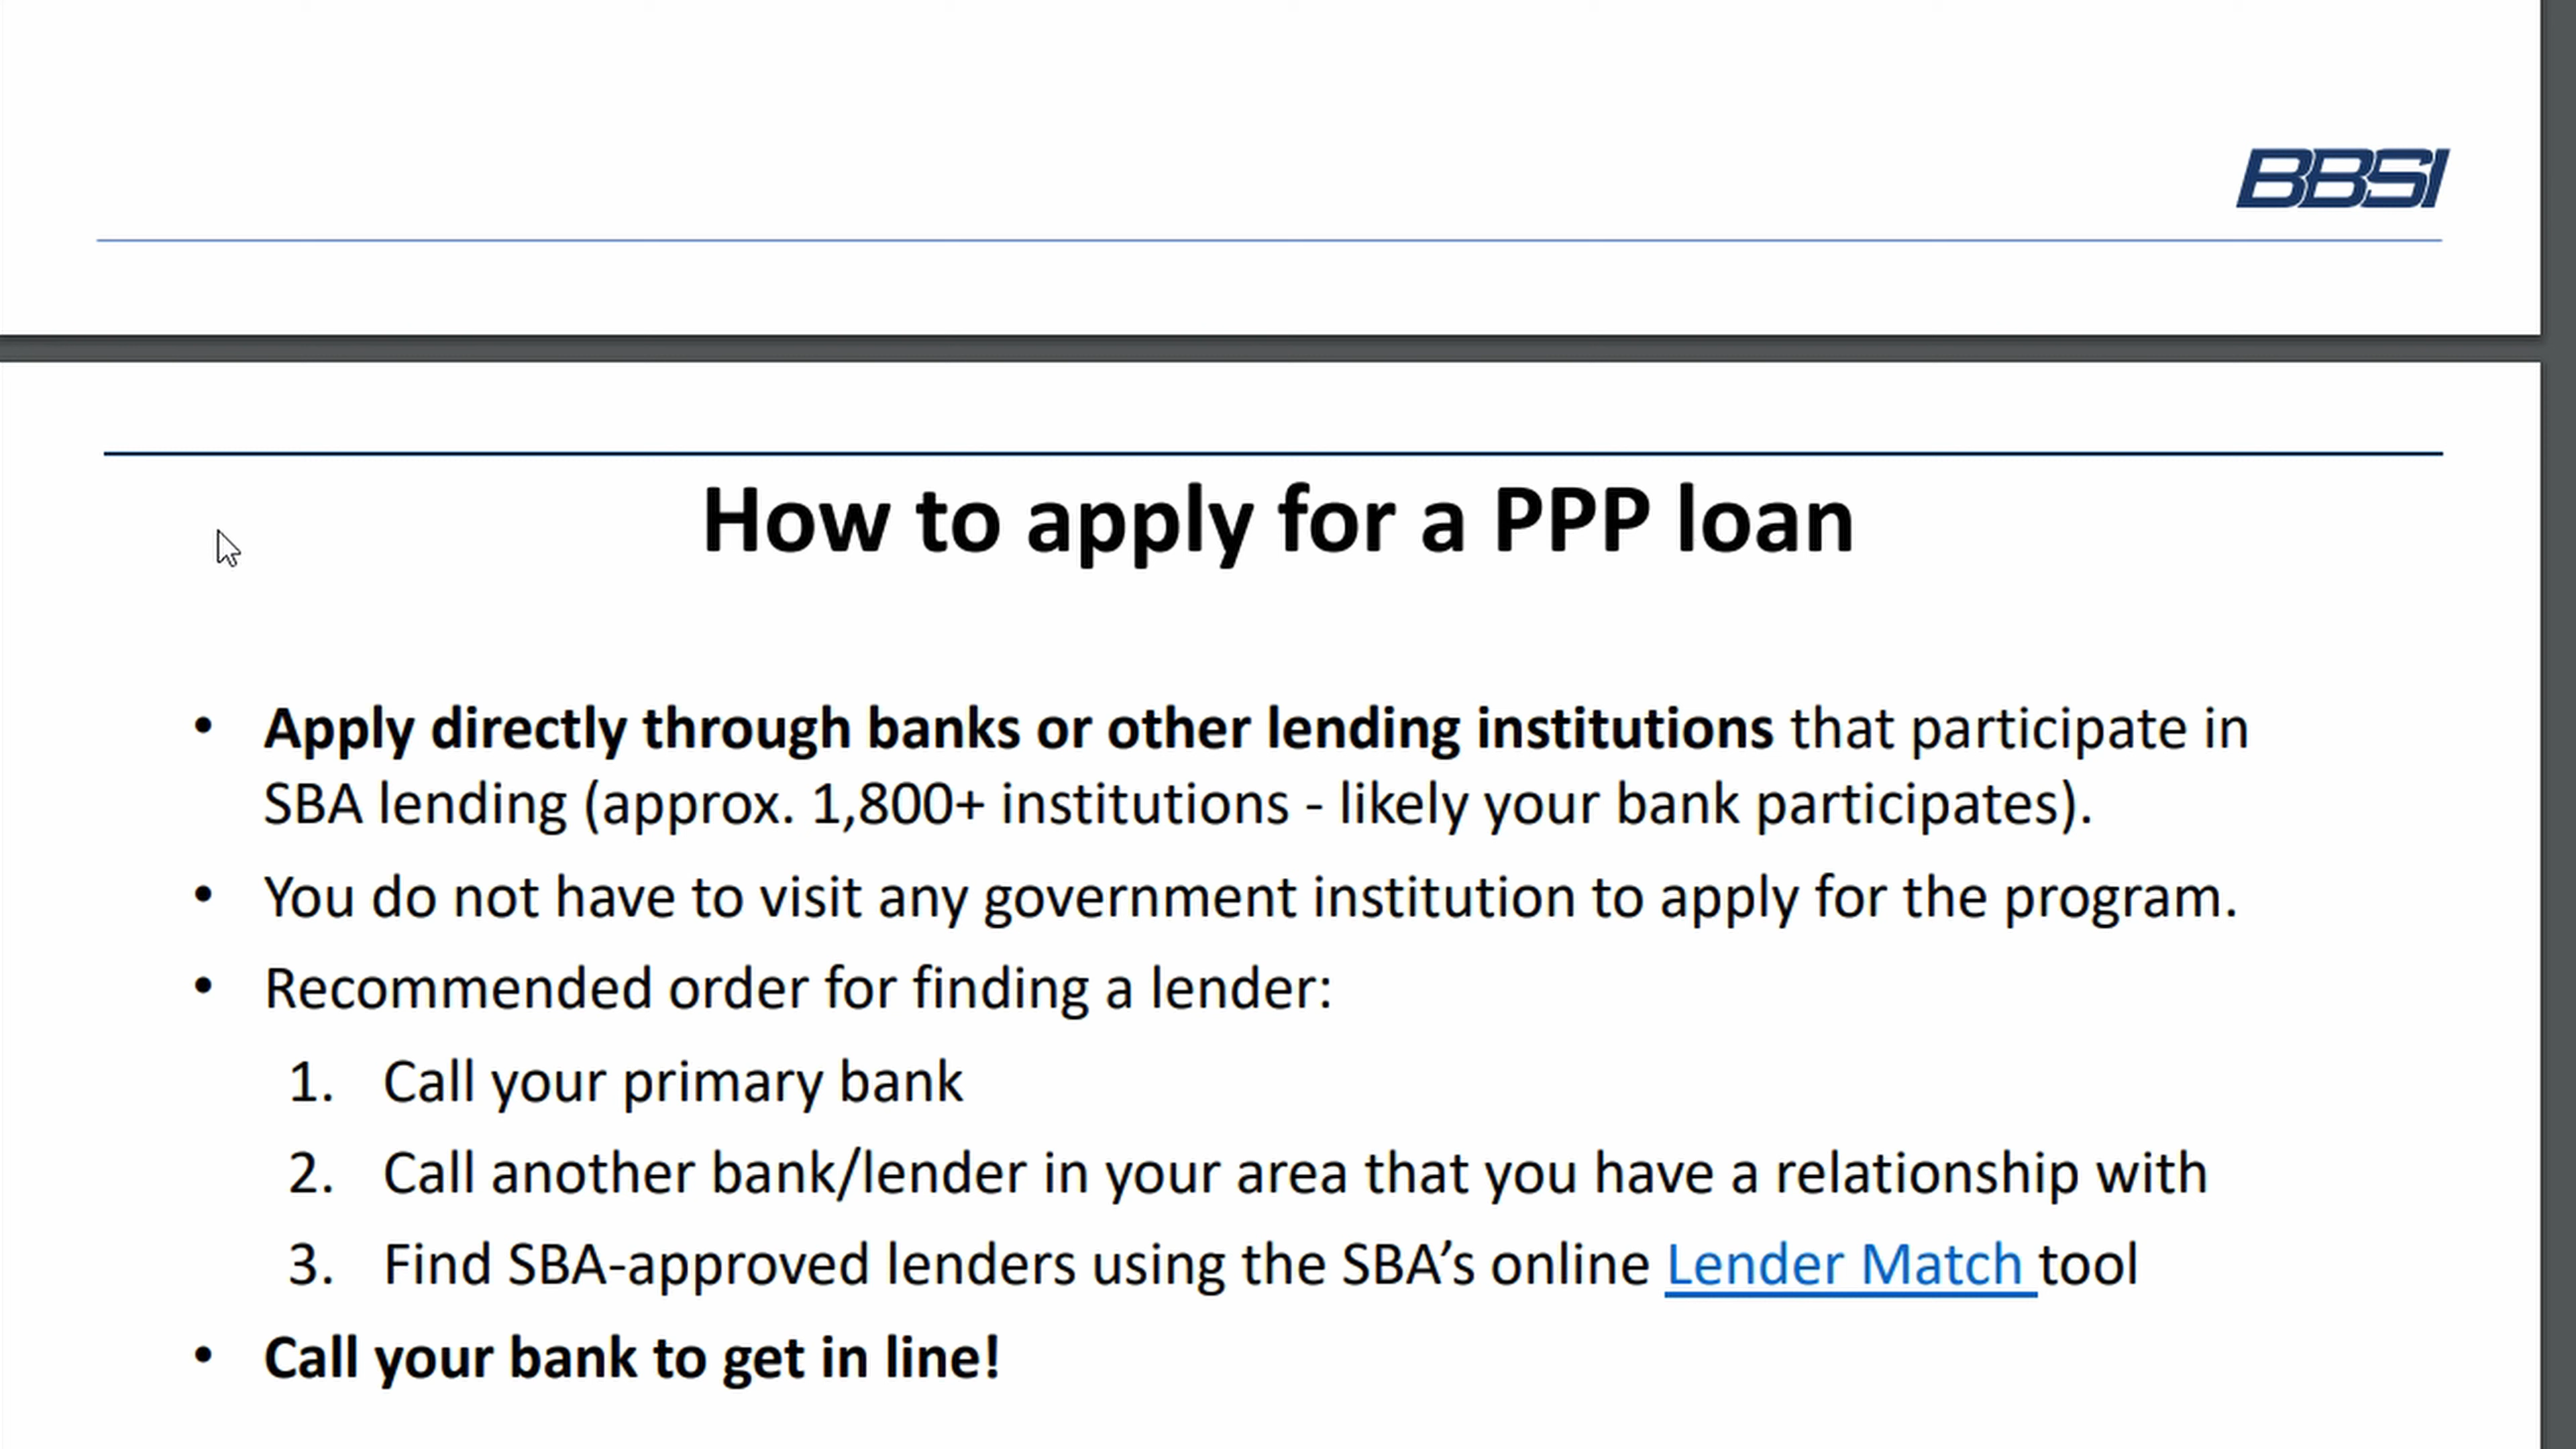 BBSI
How to apply for a PPP loan
• Apply directly through banks or other lending institutions that participate in
SBA lending (approx. 1,800+ institutions - likely your bank participates).
• You do not have to visit any government institution to apply for the program.
• Recommended order for finding a lender:
1. Call your primary bank
2. Call another bank/lender in your area that you have a relationship with
3. Find SBA-approved lenders using the SBA’s online Lender Match tool
• Call your bank to get in line!